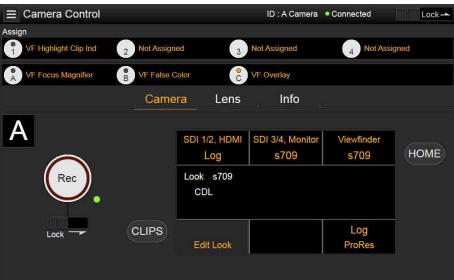 Camera Control
ID : A Camera
Connected
Lock
Assign
1 VF Highlight Clip Ind
2 Not Assigned
3 Not Assigned
4 Not Assigned
A VF Focus Magnifier
B VF False Color
C VF Overlay
Camera Lens Info
A
SDI 1/2, HDMI
Log
SDI 3/4, Monitor
s709
Viewfinder
s709
HOME
Rec
Look s709
CDL
Lock
CLIPS
Edit Look
Log
ProRes